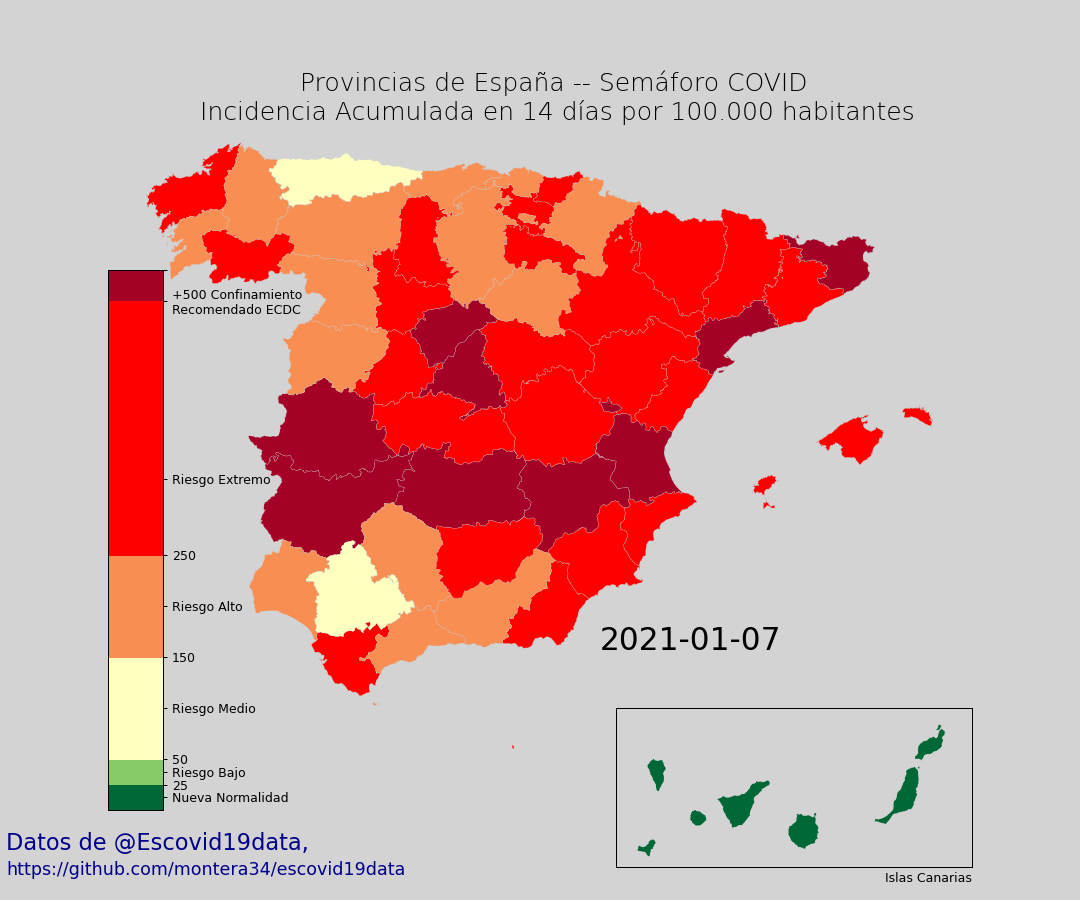 Provincias de España -- Semáforo COVID
Incidencia Acumulada en 14 días por 100.000 habitantes
+500 Confinamiento
Recomendado ECDC
Riesgo Extremo
250
Riesgo Alto
150
Riesgo Medio
50
Riesgo Bajo
25
Nueva Normalidad
2021-01-07
Islas Canarias
Datos de @Escovid19data,
https://github.com/montera34/escovid19data